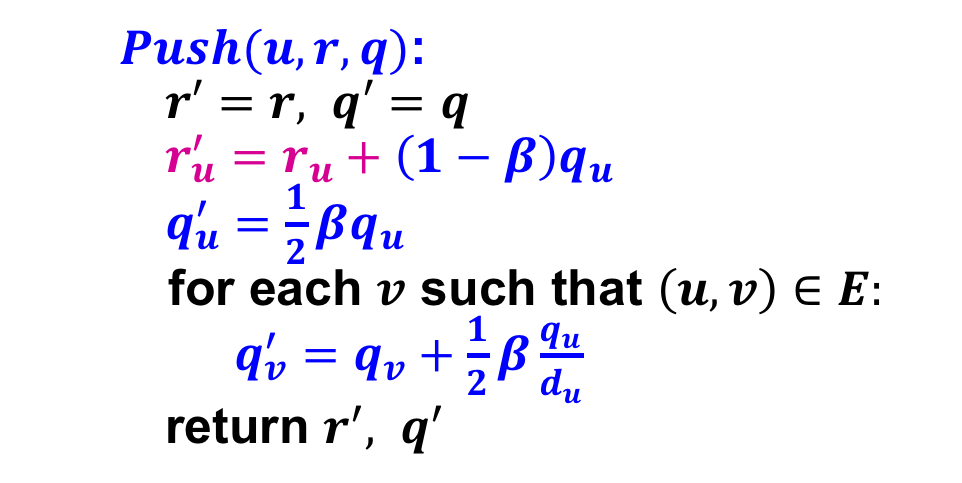 Push(u, r, q):
r′ = r, q′ = q
r′ᵤ = rᵤ + (1 − β)qᵤ
q′ᵤ = ½βqᵤ
for each v such that (u, v) ∈ E:
q′ᵥ = qᵥ + ½β qᵤ/dᵤ
return r′, q′